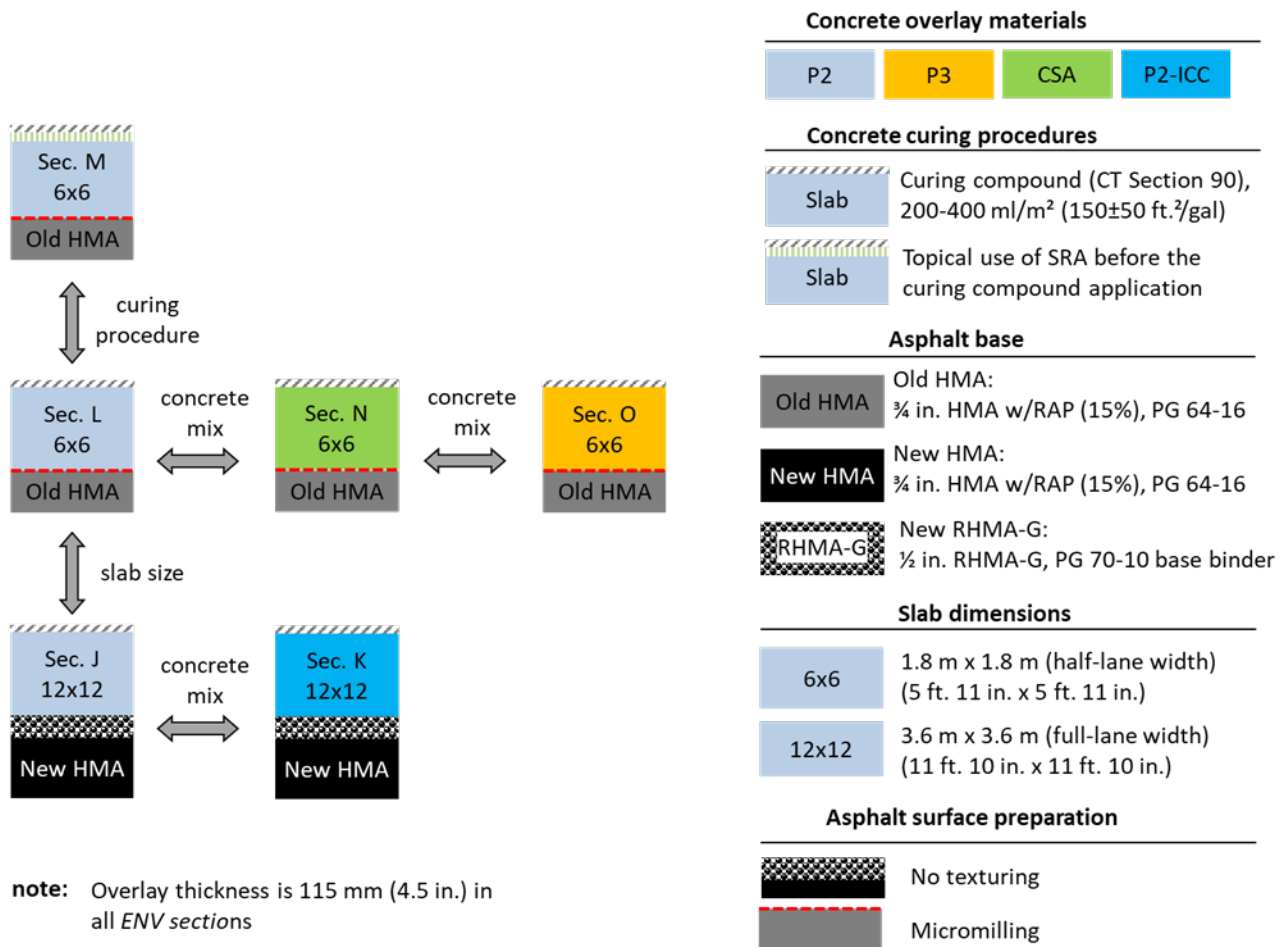 Sec. M
6x6
Old HMA
curing
procedure
Sec. L
6x6
Old HMA
concrete
mix
Sec. N
6x6
Old HMA
concrete
mix
Sec. O
6x6
Old HMA
slab size
Sec. J
12x12
New HMA
concrete
mix
Sec. K
12x12
New HMA
note: Overlay thickness is 115 mm (4.5 in.) in
all ENV sections
Concrete overlay materials
P2 P3 CSA P2-ICC
Concrete curing procedures
Slab
Curing compound (CT Section 90),
200-400 ml/m² (150±50 ft.²/gal)
Slab
Topical use of SRA before the
curing compound application
Asphalt base
Old HMA
Old HMA:
¾ in. HMA w/RAP (15%), PG 64-16
New HMA
New HMA:
¾ in. HMA w/RAP (15%), PG 64-16
RHMA-G
New RHMA-G:
½ in. RHMA-G, PG 70-10 base binder
Slab dimensions
6x6
1.8 m x 1.8 m (half-lane width)
(5 ft. 11 in. x 5 ft. 11 in.)
12x12
3.6 m x 3.6 m (full-lane width)
(11 ft. 10 in. x 11 ft. 10 in.)
Asphalt surface preparation
No texturing
Micromilling